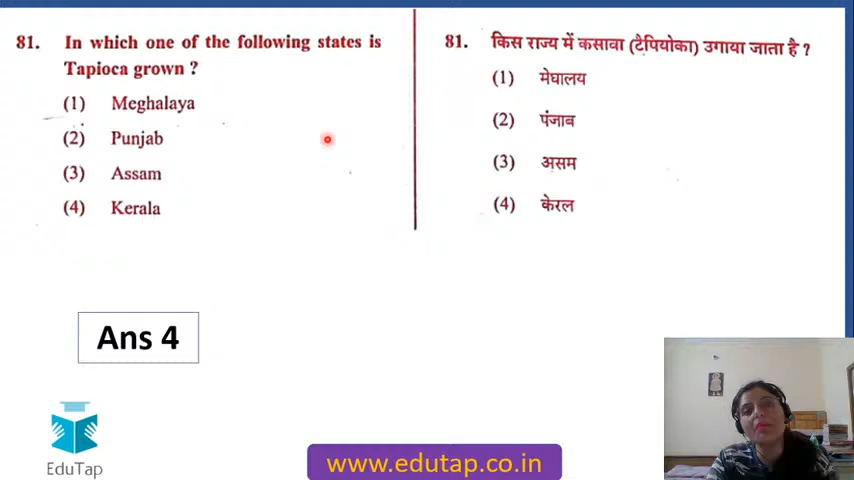 81. In which one of the following states is
Tapioca grown ?
(1) Meghalaya
(2) Punjab
(3) Assam
(4) Kerala
81. किस राज्य में कसावा (टैपियोका) उगाया जाता है ?
(1) मेघालय
(2) पंजाब
(3) असम
(4) केरल
Ans 4
EduTap
www.edutap.co.in